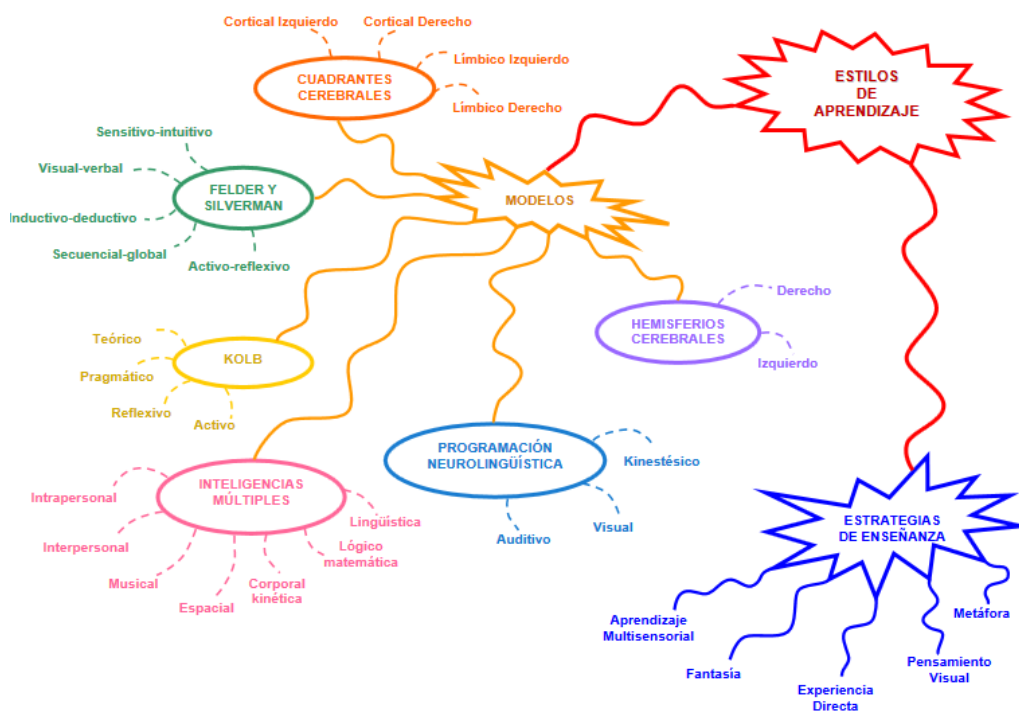 Cortical Izquierdo
Cortical Derecho
Límbico Izquierdo
Límbico Derecho
CUADRANTES
CEREBRALES
ESTILOS
DE
APRENDIZAJE
Sensitivo-intuitivo
Visual-verbal
Inductivo-deductivo
Secuencial-global
Activo-reflexivo
FELDER Y
SILVERMAN
MODELOS
Derecho
HEMISFERIOS
CEREBRALES
Izquierdo
Teórico
Pragmático
Reflexivo
Activo
KOLB
PROGRAMACIÓN
NEUROLINGÜÍSTICA
Kinestésico
Visual
Auditivo
INTELIGENCIAS
MÚLTIPLES
Intrapersonal
Interpersonal
Musical
Espacial
Corporal
kinética
Lógico
matemática
Lingüistica
ESTRATEGIAS
DE ENSEÑANZA
Aprendizaje
Multisensorial
Fantasía
Experiencia
Directa
Pensamiento
Visual
Metáfora